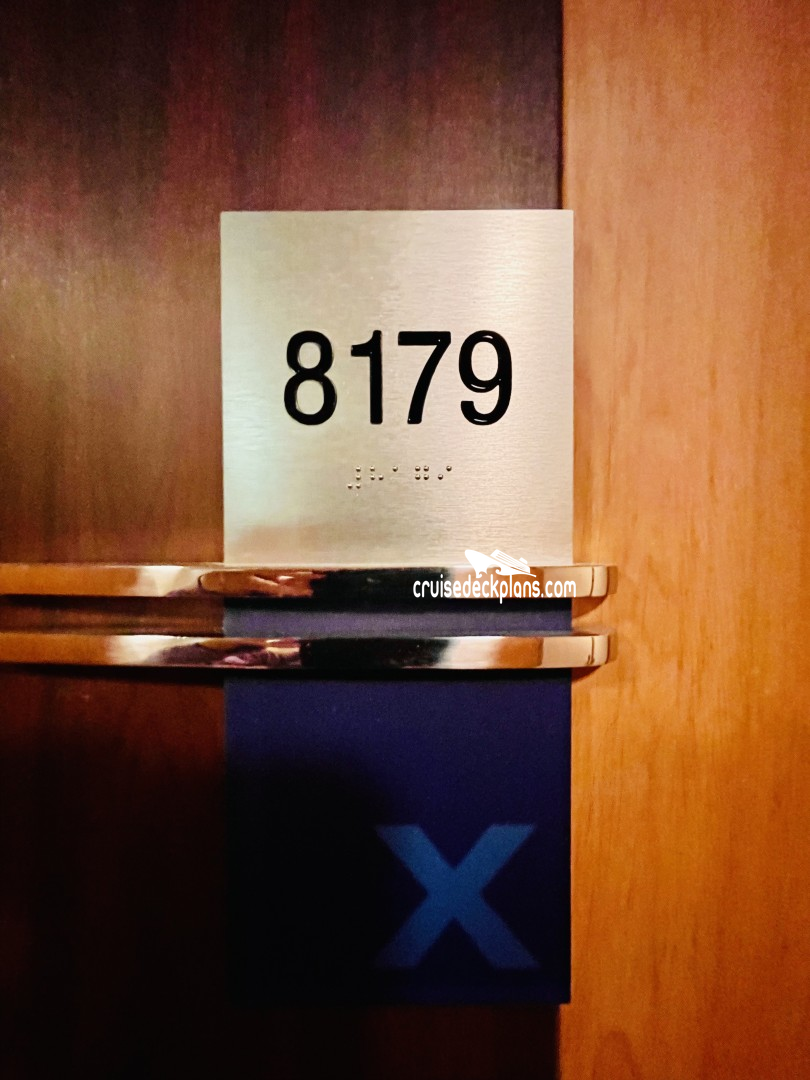 8179
⠼⠓⠁⠛⠊
cruisedeckplans.com
X